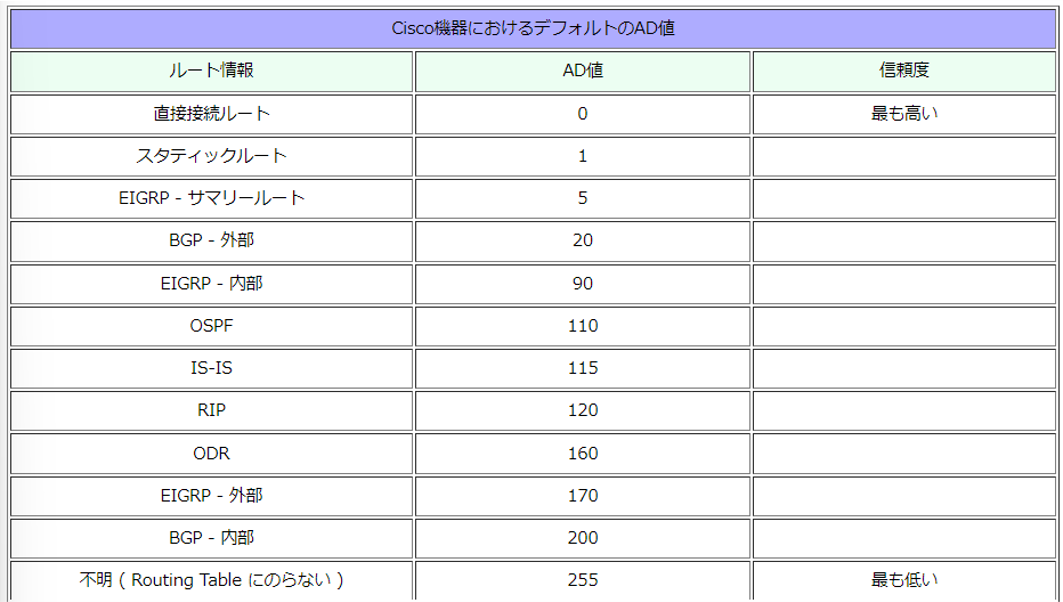 Cisco機器におけるデフォルトのAD値
ルート情報 AD値 信頼度
直接接続ルート 0 最も高い
スタティックルート 1
EIGRP - サマリールート 5
BGP - 外部 20
EIGRP - 内部 90
OSPF 110
IS-IS 115
RIP 120
ODR 160
EIGRP - 外部 170
BGP - 内部 200
不明 ( Routing Table にのらない ) 255 最も低い